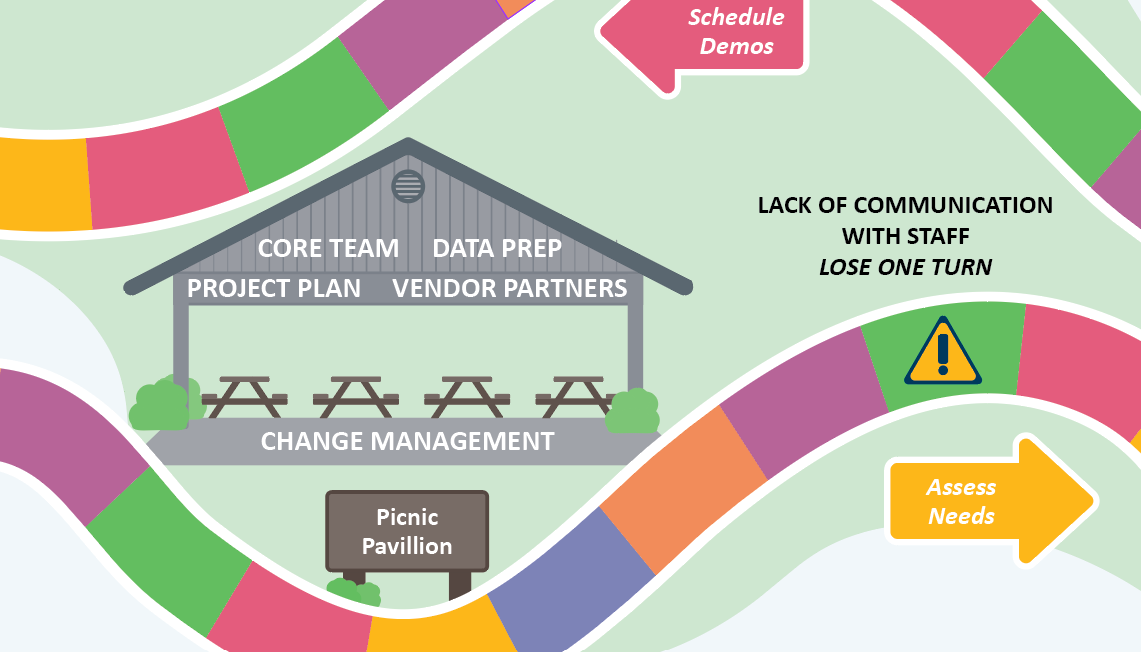 Schedule
Demos
LACK OF COMMUNICATION
WITH STAFF
LOSE ONE TURN
CORE TEAM DATA PREP
PROJECT PLAN VENDOR PARTNERS
CHANGE MANAGEMENT
Assess
Needs
Picnic
Pavillion